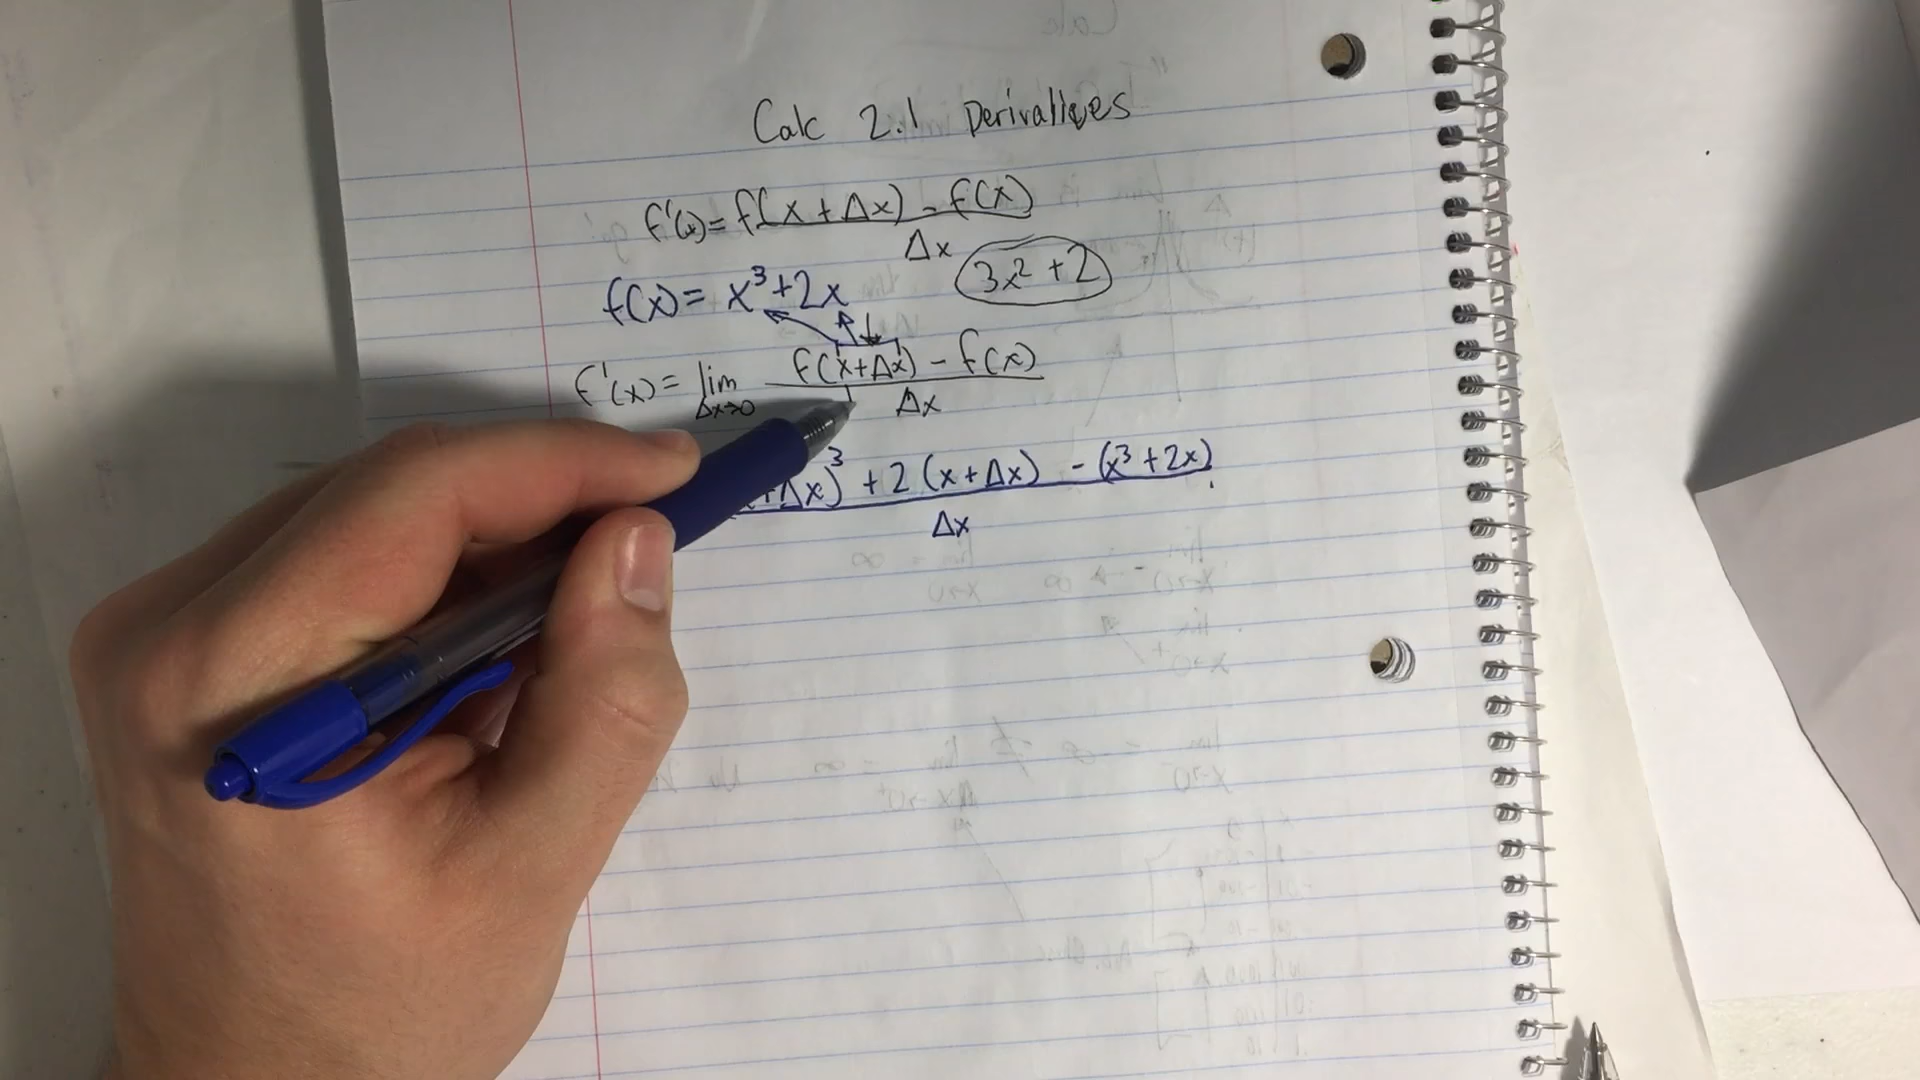 Calc 2.1 Derivatives
f'(x) = f(x + Δx) - f(x)
Δx
3x² + 2
f(x) = x³ + 2x
f'(x) = lim f(x+Δx) - f(x)
Δx→0 Δx
+Δx)³ + 2 (x + Δx) - (x³ + 2x)
Δx